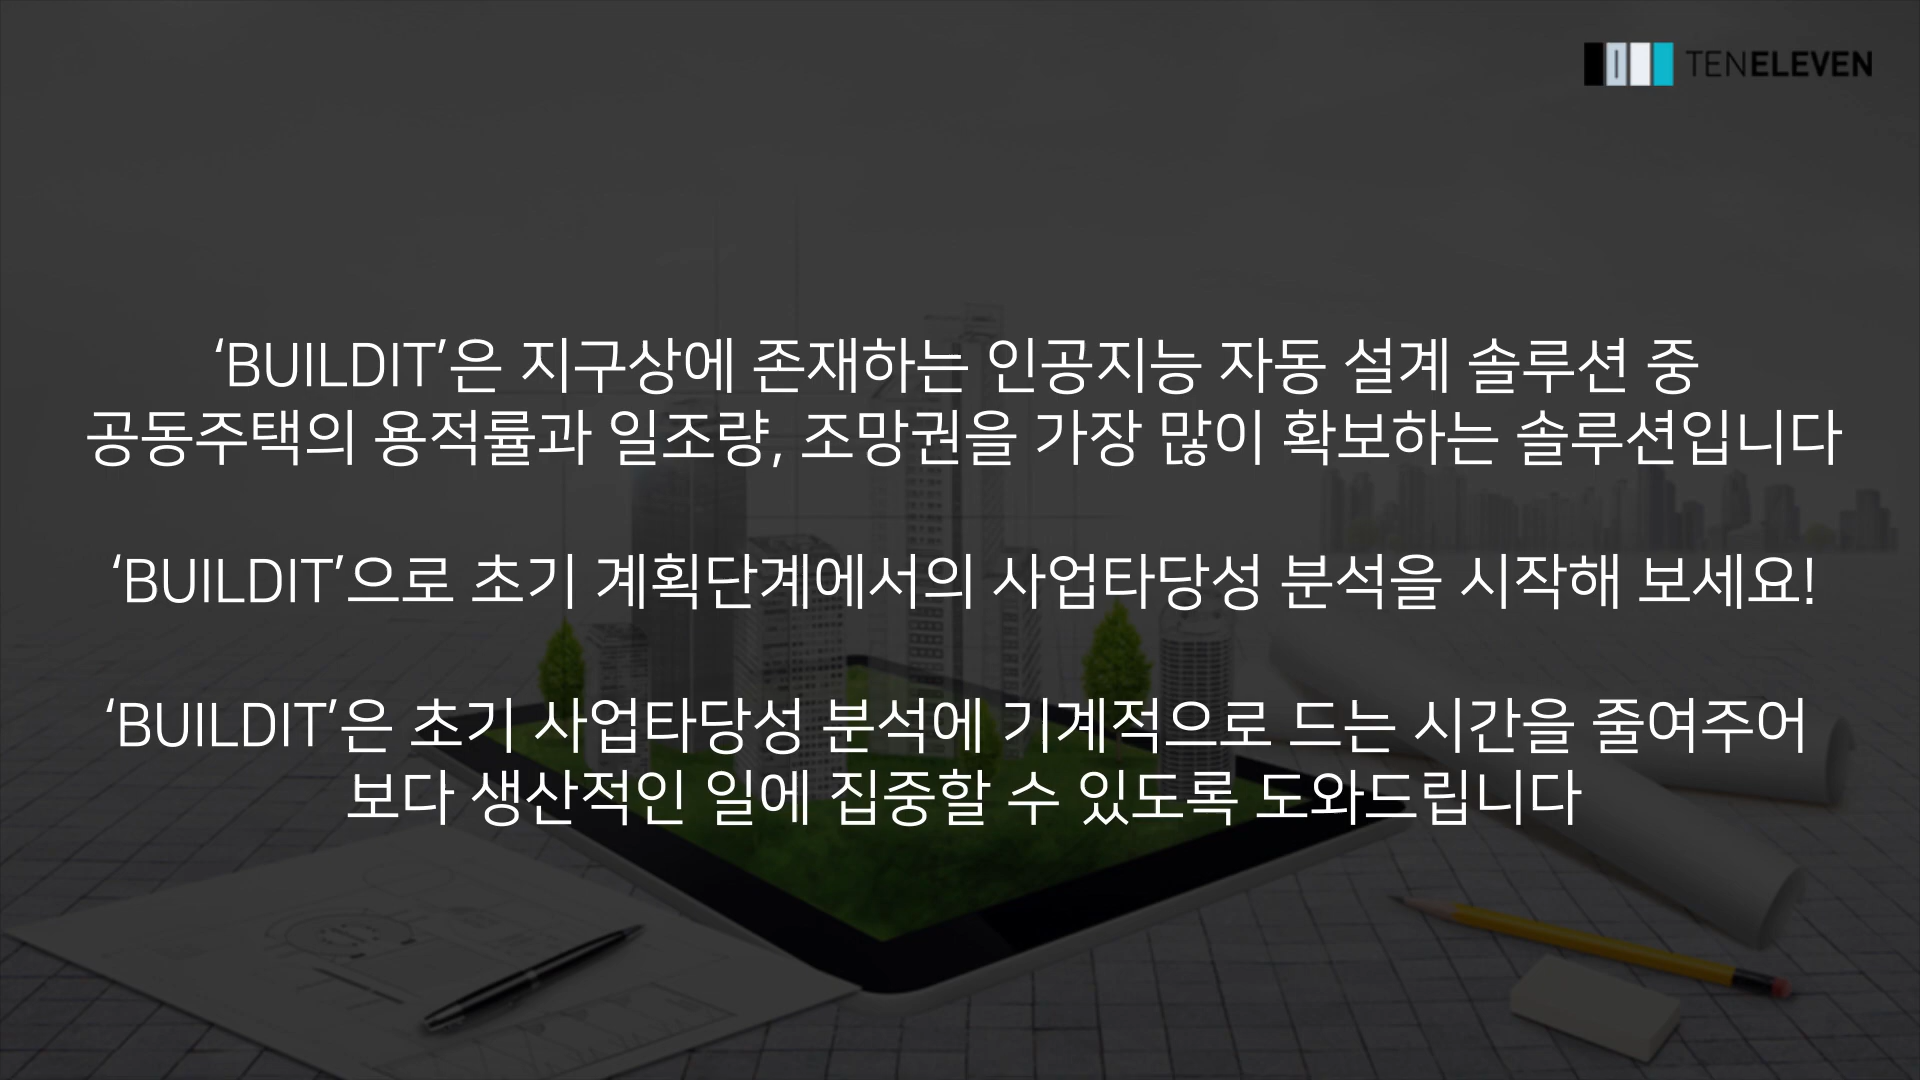 TENELEVEN
‘BUILDIT’은 지구상에 존재하는 인공지능 자동 설계 솔루션 중
공동주택의 용적률과 일조량, 조망권을 가장 많이 확보하는 솔루션입니다
‘BUILDIT’으로 초기 계획단계에서의 사업타당성 분석을 시작해 보세요!
‘BUILDIT’은 초기 사업타당성 분석에 기계적으로 드는 시간을 줄여주어
보다 생산적인 일에 집중할 수 있도록 도와드립니다